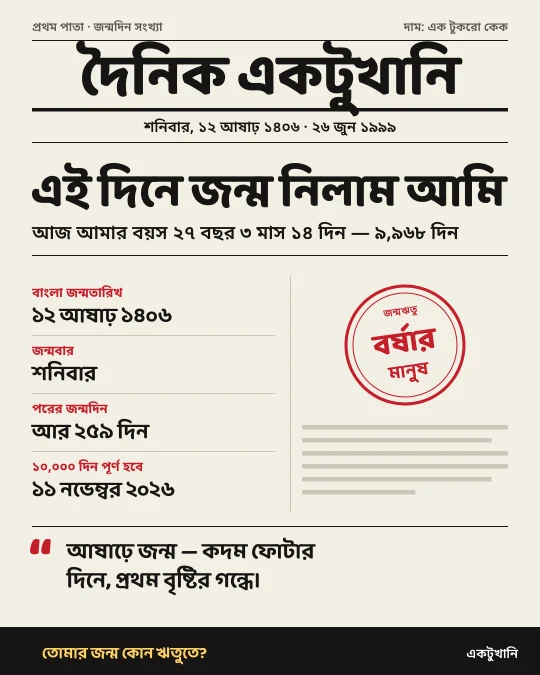 প্রথম পাতা · জন্মদিন সংখ্যা
দাম: এক টুকরো কেক
দৈনিক একটুখানি
শনিবার, ১২ আষাঢ় ১৪০৬ · ২৬ জুন ১৯৯৯
এই দিনে জন্ম নিলাম আমি
আজ আমার বয়স ২৭ বছর ৩ মাস ১৪ দিন — ৯,৯৬৮ দিন
বাংলা জন্মতারিখ
১২ আষাঢ় ১৪০৬
জন্মবার
শনিবার
পরের জন্মদিন
আর ২৫৯ দিন
১০,০০০ দিন পূর্ণ হবে
১১ নভেম্বর ২০২৬
জন্মঋতু
বর্ষার
মানুষ
“ আষাঢ়ে জন্ম — কদম ফোটার
দিনে, প্রথম বৃষ্টির গন্ধে।
তোমার জন্ম কোন ঋতুতে?
একটুখানি